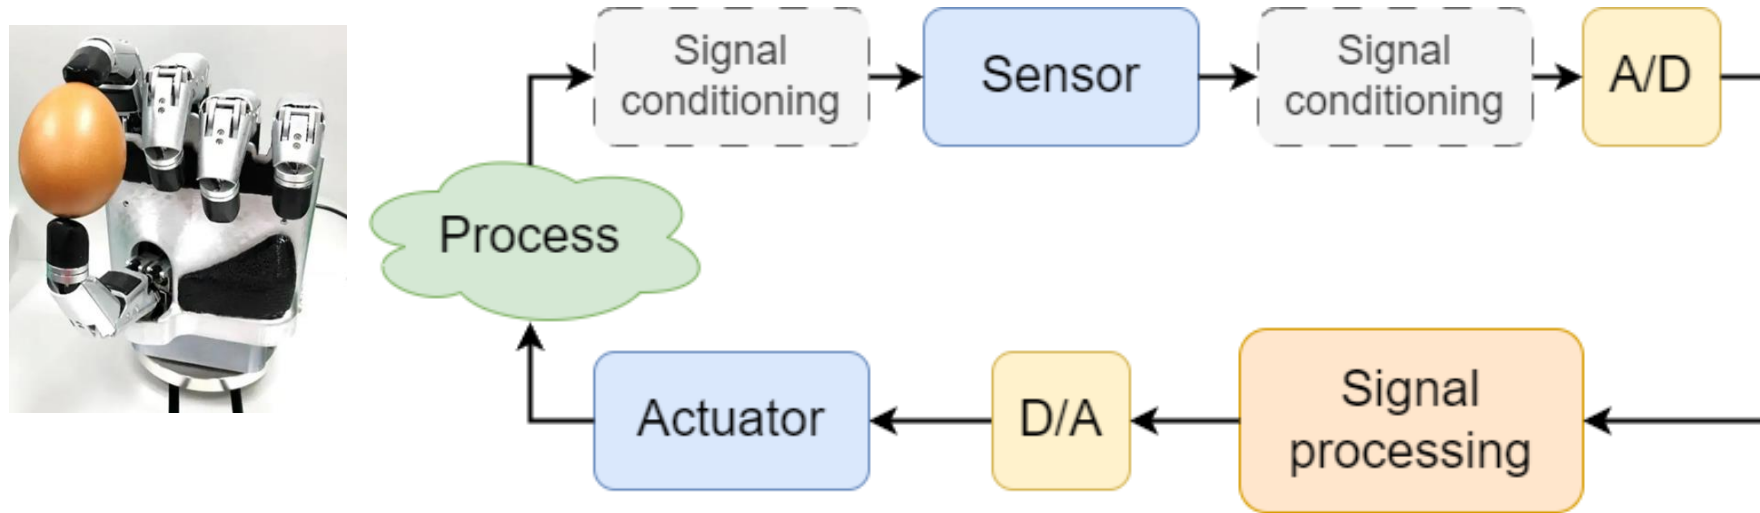 Signal
conditioning
Sensor
Signal
conditioning
A/D
Process
Actuator
D/A
Signal
processing